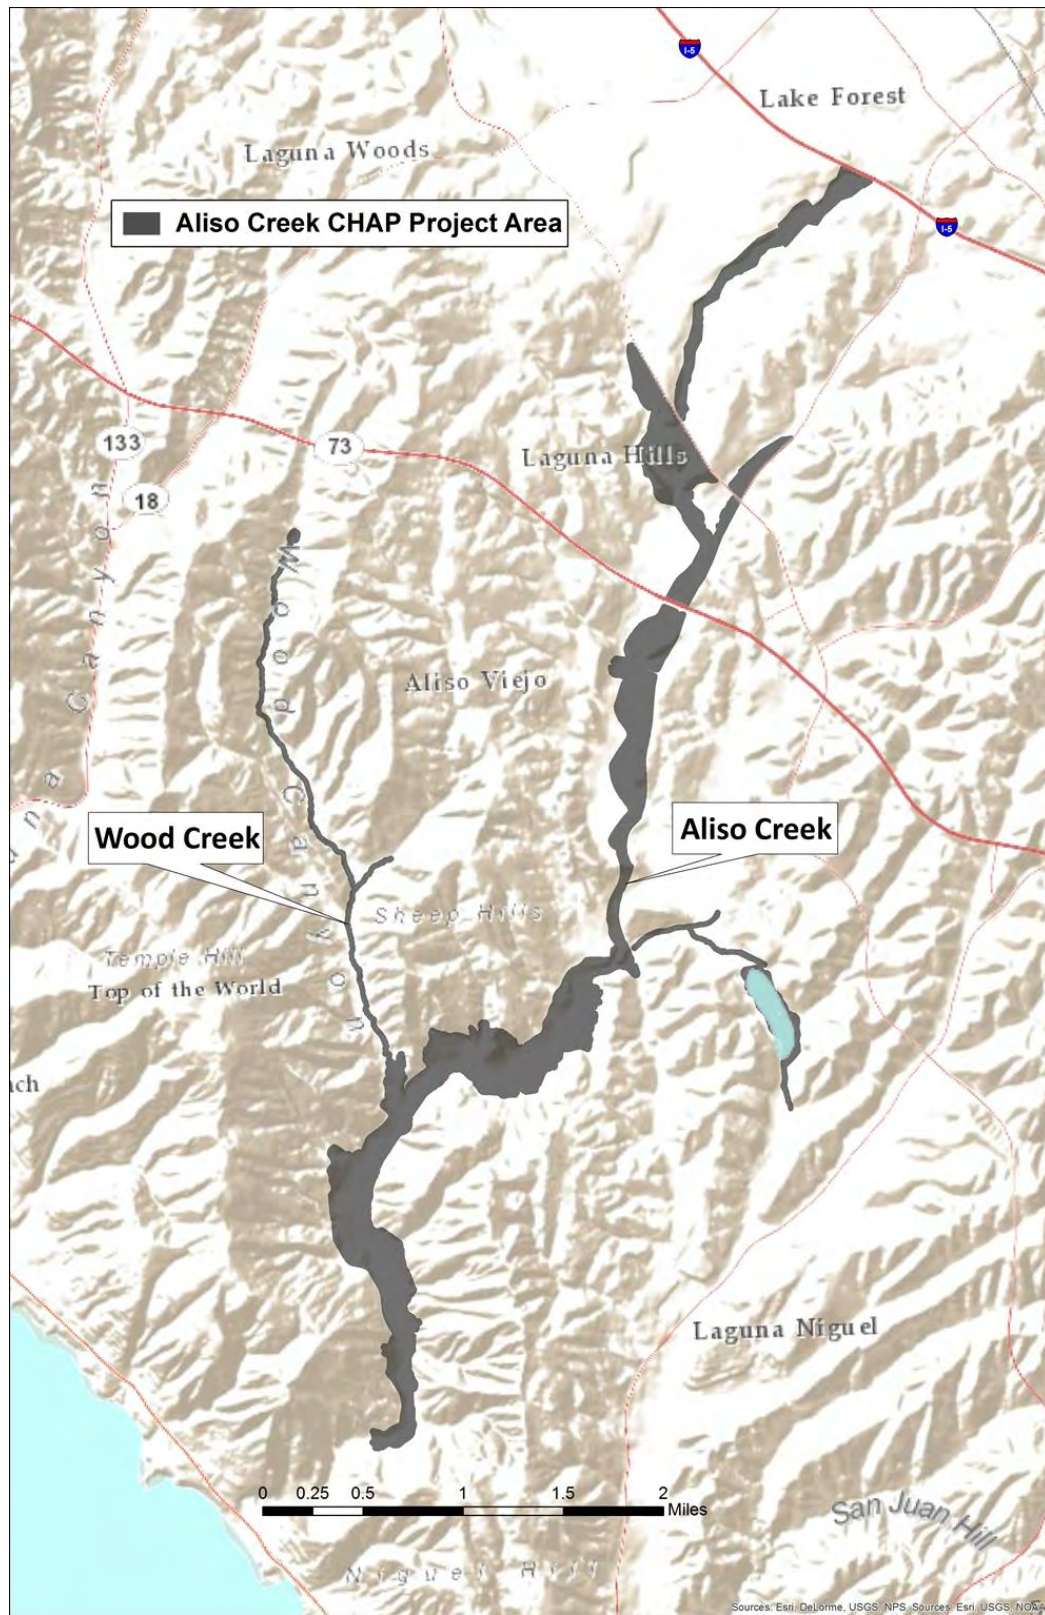 I-5
Lake Forest
Laguna Woods
Aliso Creek CHAP Project Area
I-5
133
73
Laguna Hills
18
Wood Canyon
Canyon
Aliso Viejo
Wood Creek
Aliso Creek
Sheep Hills
Temple Hill
Top of the World
ach
Laguna Niguel
0 0.25 0.5 1 1.5 2
Miles
San Juan Hill
Niguel Hill
Sources: Esri, DeLorme, USGS, NPS, Sources: Esri, USGS, NOAA